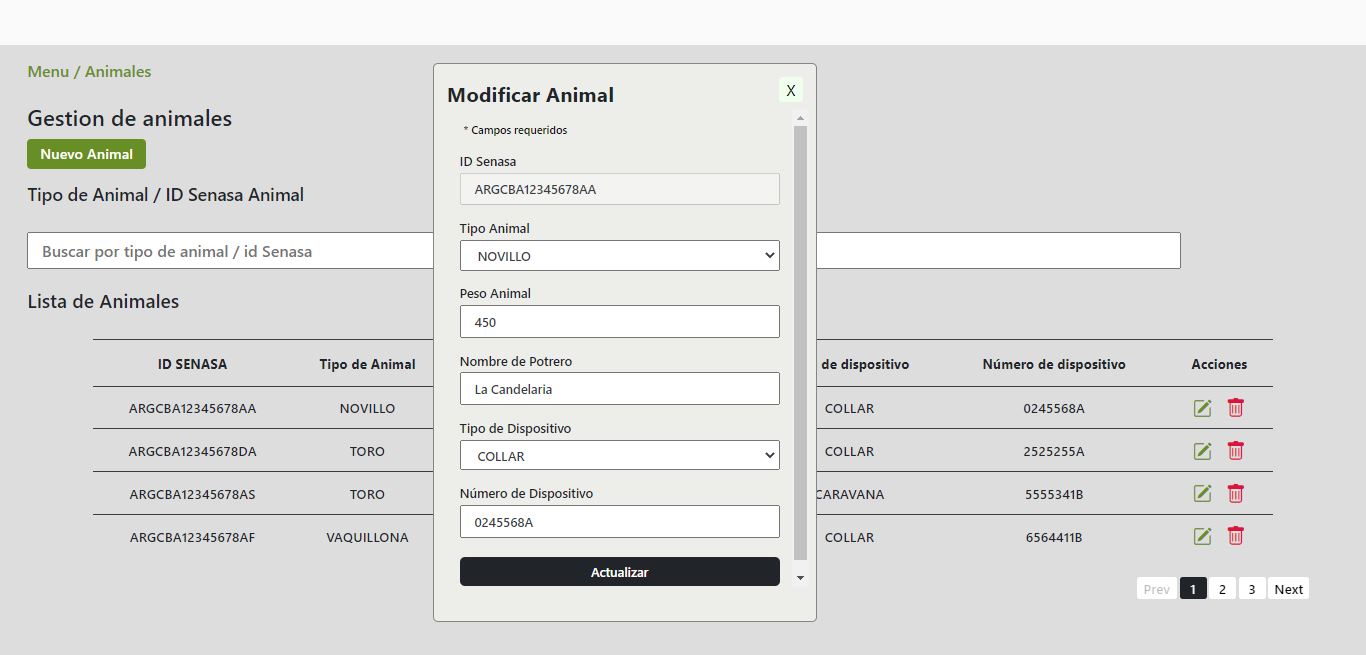 Menu / Animales
Gestion de animales
Nuevo Animal
Tipo de Animal / ID Senasa Animal
Buscar por tipo de animal / id Senasa
Lista de Animales
ID SENASA Tipo de Animal de dispositivo Número de dispositivo Acciones
ARGCBA12345678AA NOVILLO COLLAR 0245568A
ARGCBA12345678DA TORO COLLAR 2525255A
ARGCBA12345678AS TORO CARAVANA 5555341B
ARGCBA12345678AF VAQUILLONA COLLAR 6564411B
Prev 1 2 3 Next
Modificar Animal X
* Campos requeridos
ID Senasa
ARGCBA12345678AA
Tipo Animal
NOVILLO
Peso Animal
450
Nombre de Potrero
La Candelaria
Tipo de Dispositivo
COLLAR
Número de Dispositivo
0245568A
Actualizar